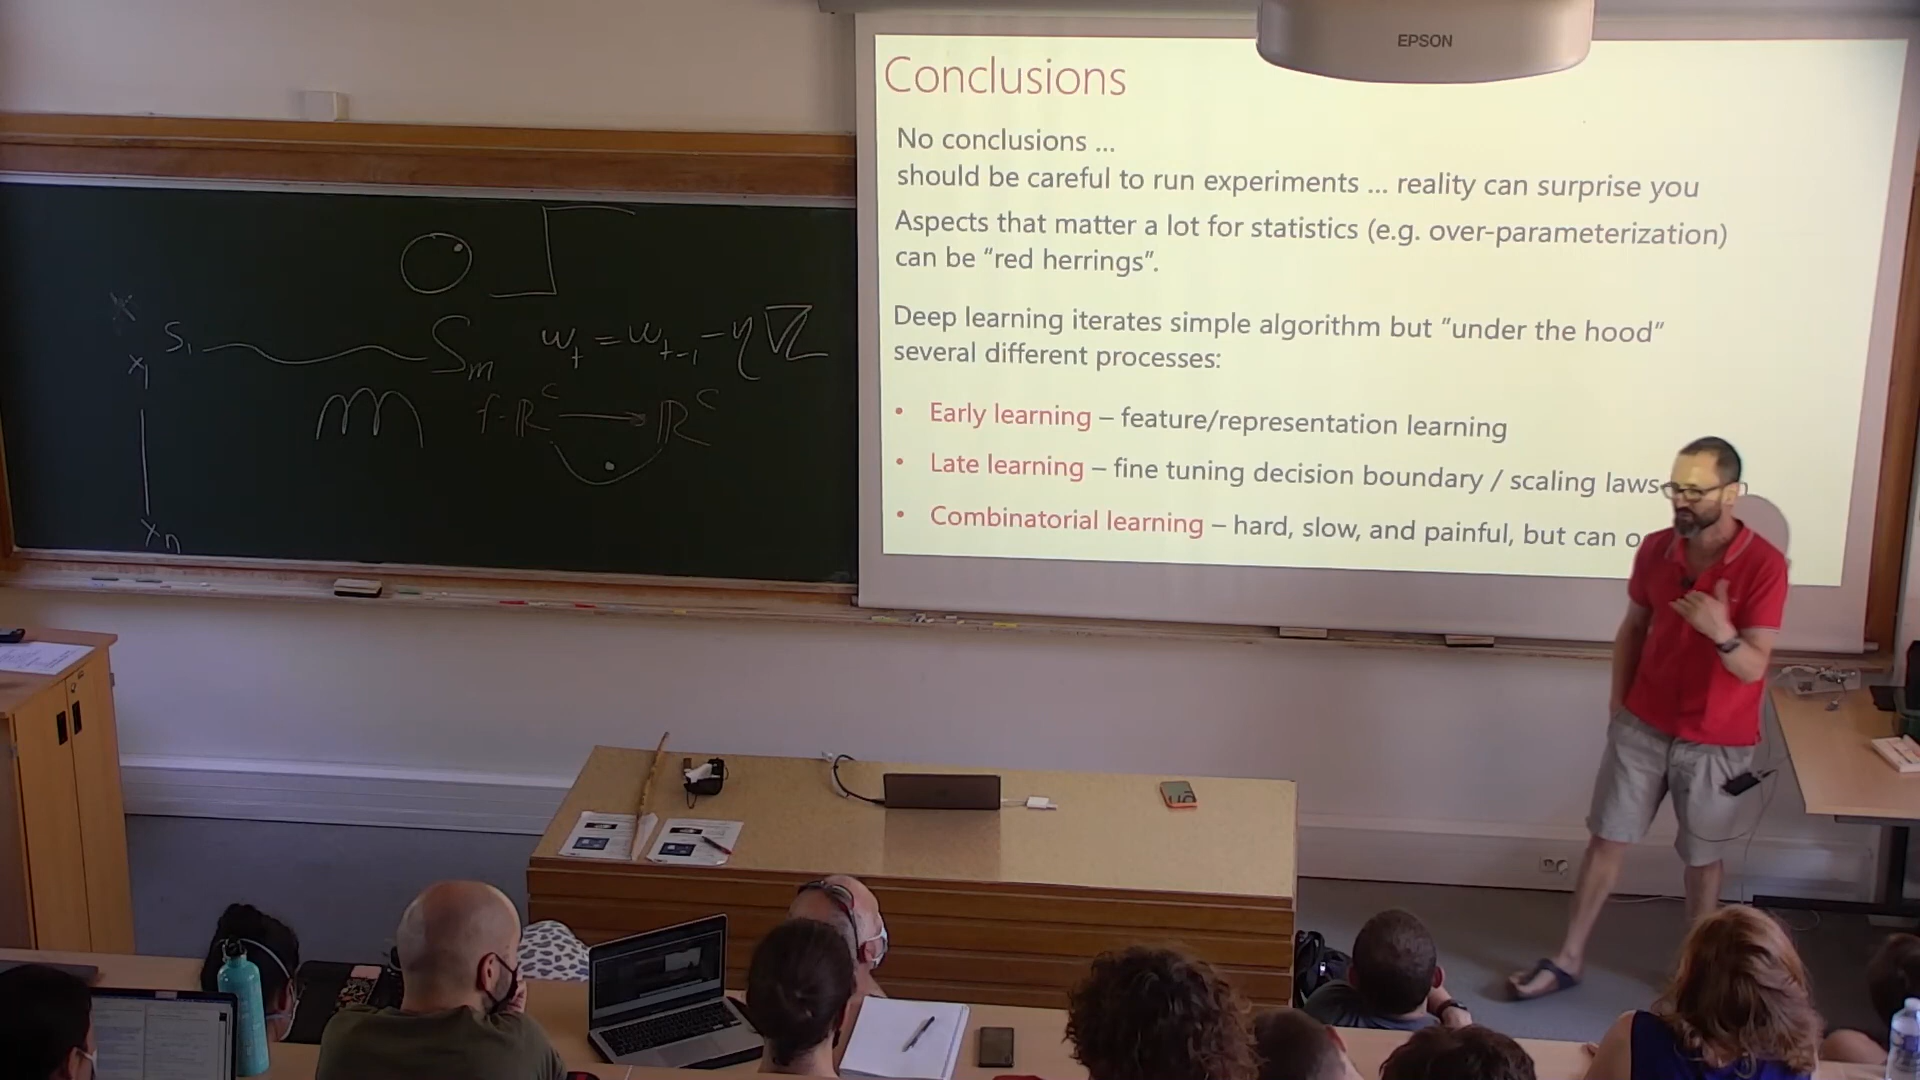 EPSON
Conclusions
No conclusions ...
should be careful to run experiments ... reality can surprise you
Aspects that matter a lot for statistics (e.g. over-parameterization)
can be “red herrings”.
Deep learning iterates simple algorithm but “under the hood”
several different processes:
• Early learning – feature/representation learning
• Late learning – fine tuning decision boundary / scaling laws
• Combinatorial learning – hard, slow, and painful, but can o
S₁ Sₘ
w_t = w_{t-1} - η∇L
x₁
m
f: ℝᶜ → ℝᶜ
xₙ